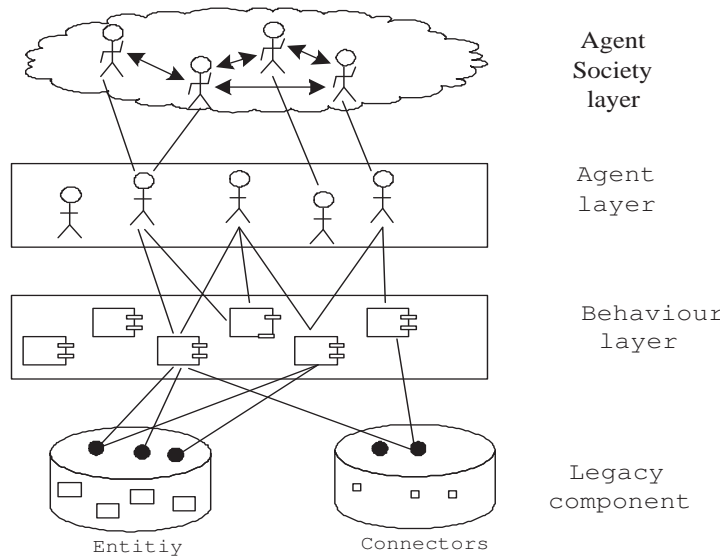 Agent
Society
layer
Agent
layer
Behaviour
layer
Legacy
component
Entitiy
Connectors